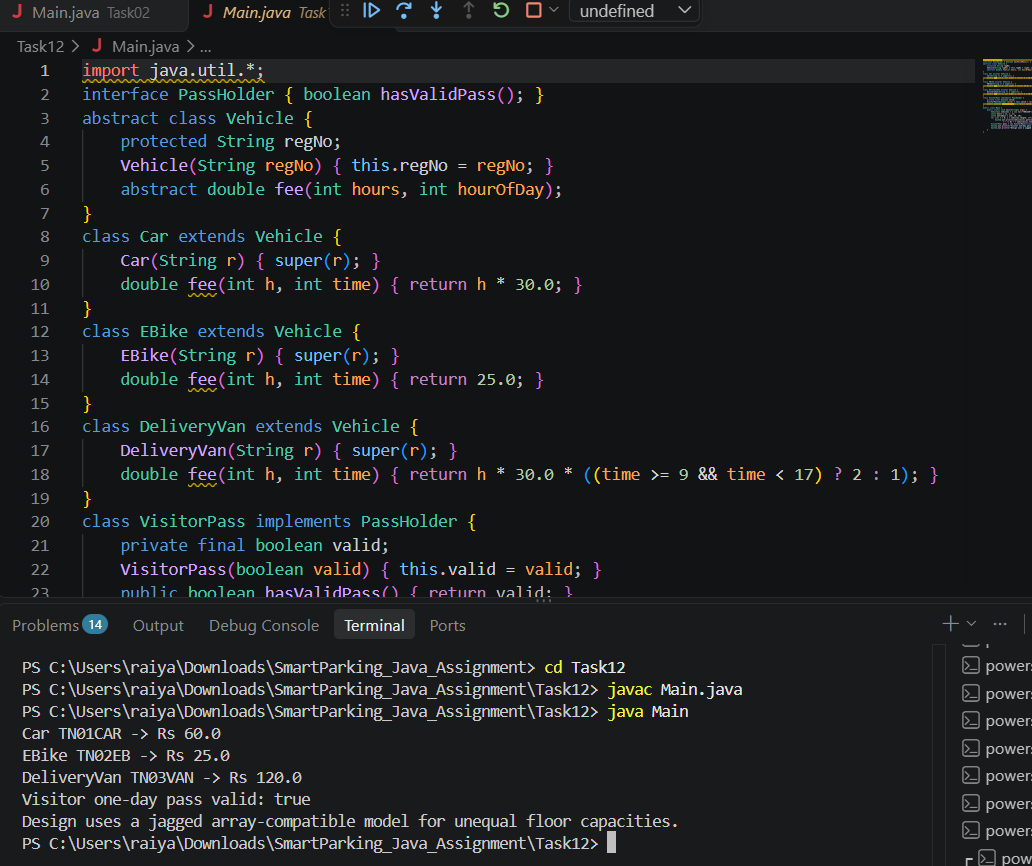 J Main.java Task02
J Main.java Task
undefined
Task12 > J Main.java > ...
1 import java.util.*;
2 interface PassHolder { boolean hasValidPass(); }
3 abstract class Vehicle {
4 protected String regNo;
5 Vehicle(String regNo) { this.regNo = regNo; }
6 abstract double fee(int hours, int hourOfDay);
7 }
8 class Car extends Vehicle {
9 Car(String r) { super(r); }
10 double fee(int h, int time) { return h * 30.0; }
11 }
12 class EBike extends Vehicle {
13 EBike(String r) { super(r); }
14 double fee(int h, int time) { return 25.0; }
15 }
16 class DeliveryVan extends Vehicle {
17 DeliveryVan(String r) { super(r); }
18 double fee(int h, int time) { return h * 30.0 * ((time >= 9 && time < 17) ? 2 : 1); }
19 }
20 class VisitorPass implements PassHolder {
21 private final boolean valid;
22 VisitorPass(boolean valid) { this.valid = valid; }
23 public boolean hasValidPass() { return valid; }
Problems 14 Output Debug Console Terminal Ports
PS C:\Users\raiya\Downloads\SmartParking_Java_Assignment> cd Task12
PS C:\Users\raiya\Downloads\SmartParking_Java_Assignment\Task12> javac Main.java
PS C:\Users\raiya\Downloads\SmartParking_Java_Assignment\Task12> java Main
Car TN01CAR -> Rs 60.0
EBike TN02EB -> Rs 25.0
DeliveryVan TN03VAN -> Rs 120.0
Visitor one-day pass valid: true
Design uses a jagged array-compatible model for unequal floor capacities.
PS C:\Users\raiya\Downloads\SmartParking_Java_Assignment\Task12>
powers
powers
powers
powers
powers
powers
powers
pow